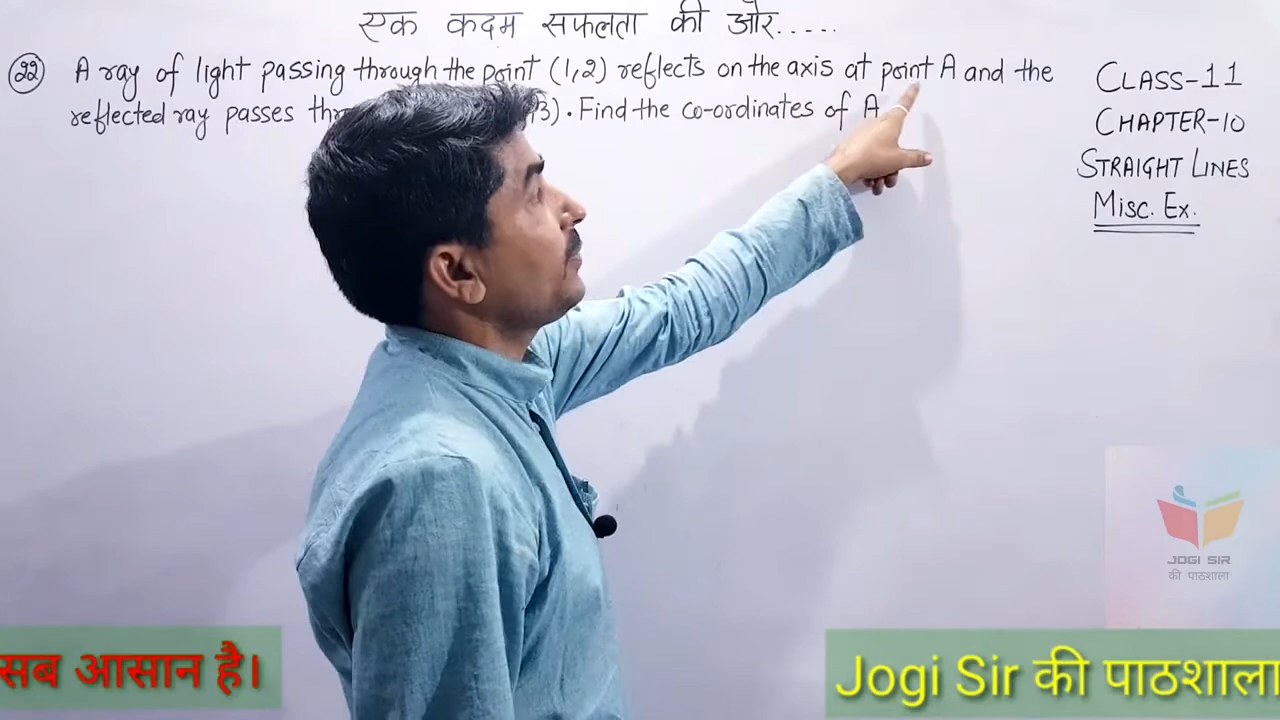 एक कदम सफलता की ओर.....
22 A ray of light passing through the point (1,2) reflects on the axis at point A and the
reflected ray passes 3). Find the co-ordinates of A
CLASS-11
CHAPTER-10
STRAIGHT LINES
Misc. Ex.
JOGI SIR
की पाठशाला
सब आसान है।
Jogi Sir की पाठशाला